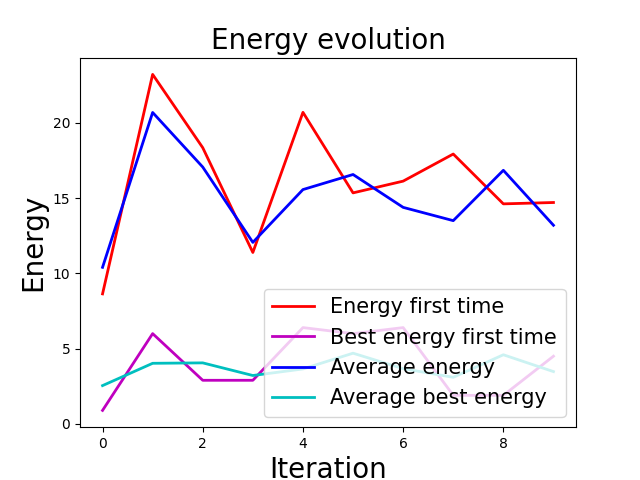 Energy evolution
Energy
20
15
10
5
0
Energy first time
Best energy first time
Average energy
Average best energy
0 2 4 6 8
Iteration